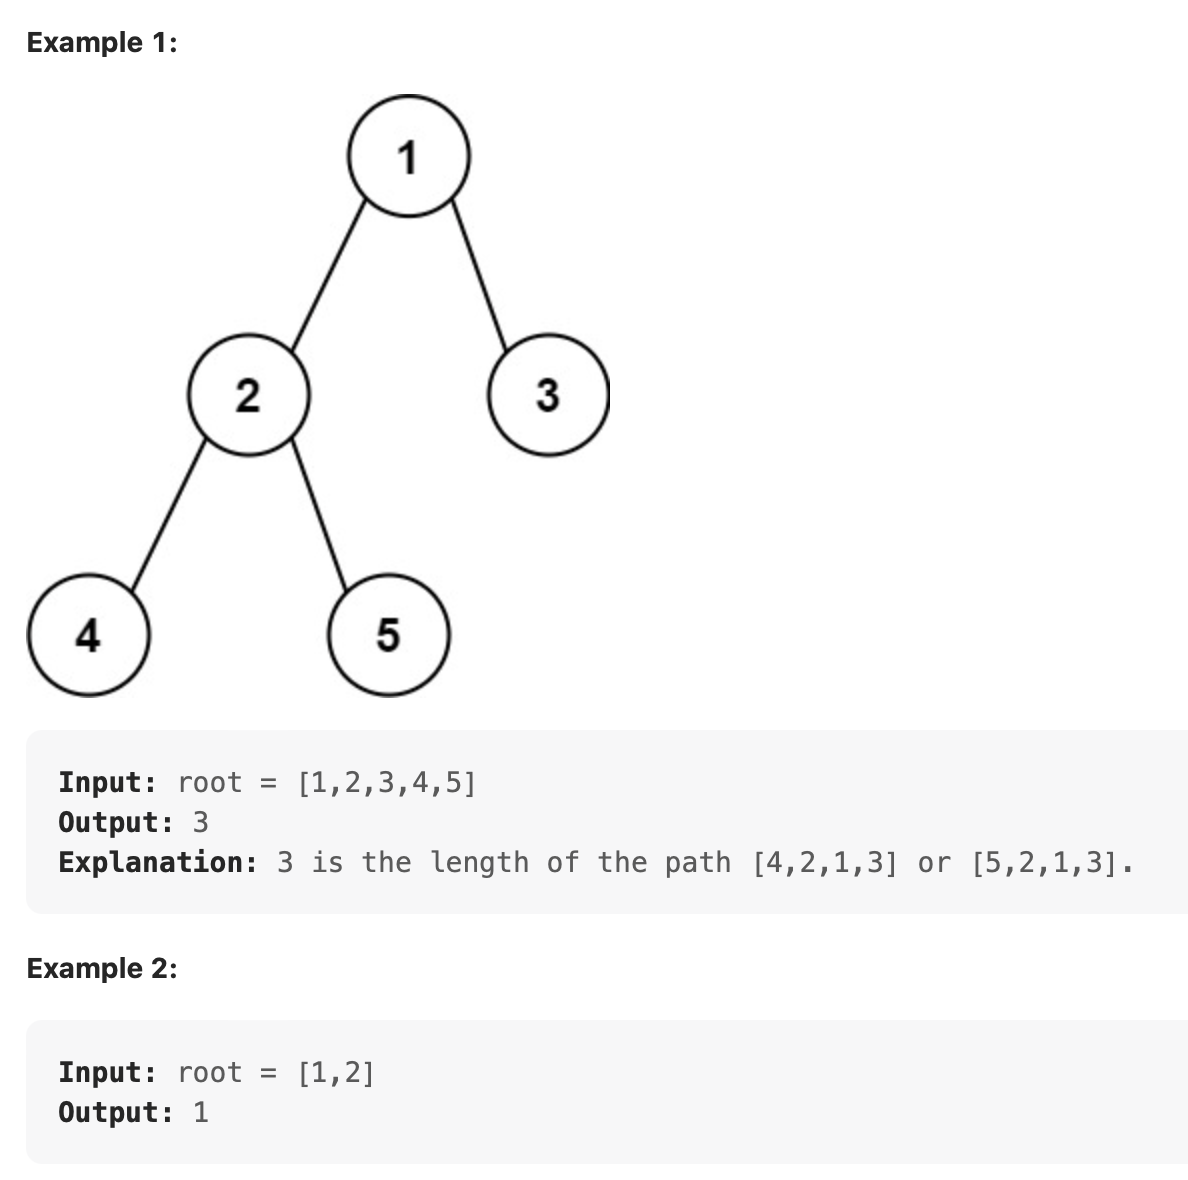 Example 1:
1
2
3
4
5
Input: root = [1,2,3,4,5]
Output: 3
Explanation: 3 is the length of the path [4,2,1,3] or [5,2,1,3].
Example 2:
Input: root = [1,2]
Output: 1